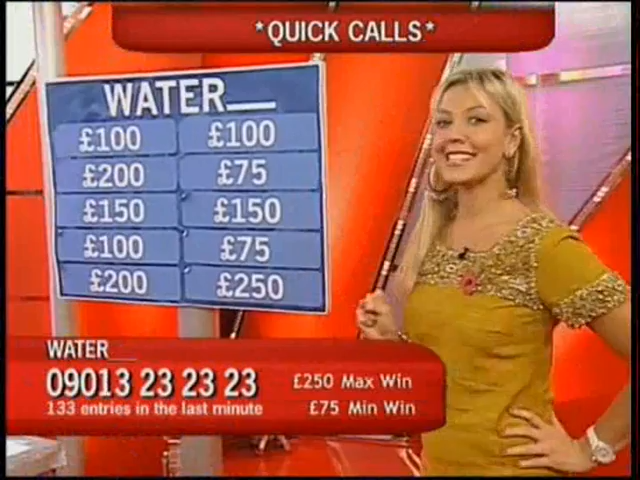 *QUICK CALLS*
WATER___
£100 £100
£200 £75
£150 £150
£100 £75
£200 £250
WATER___
09013 23 23 23
133 entries in the last minute
£250 Max Win
£75 Min Win